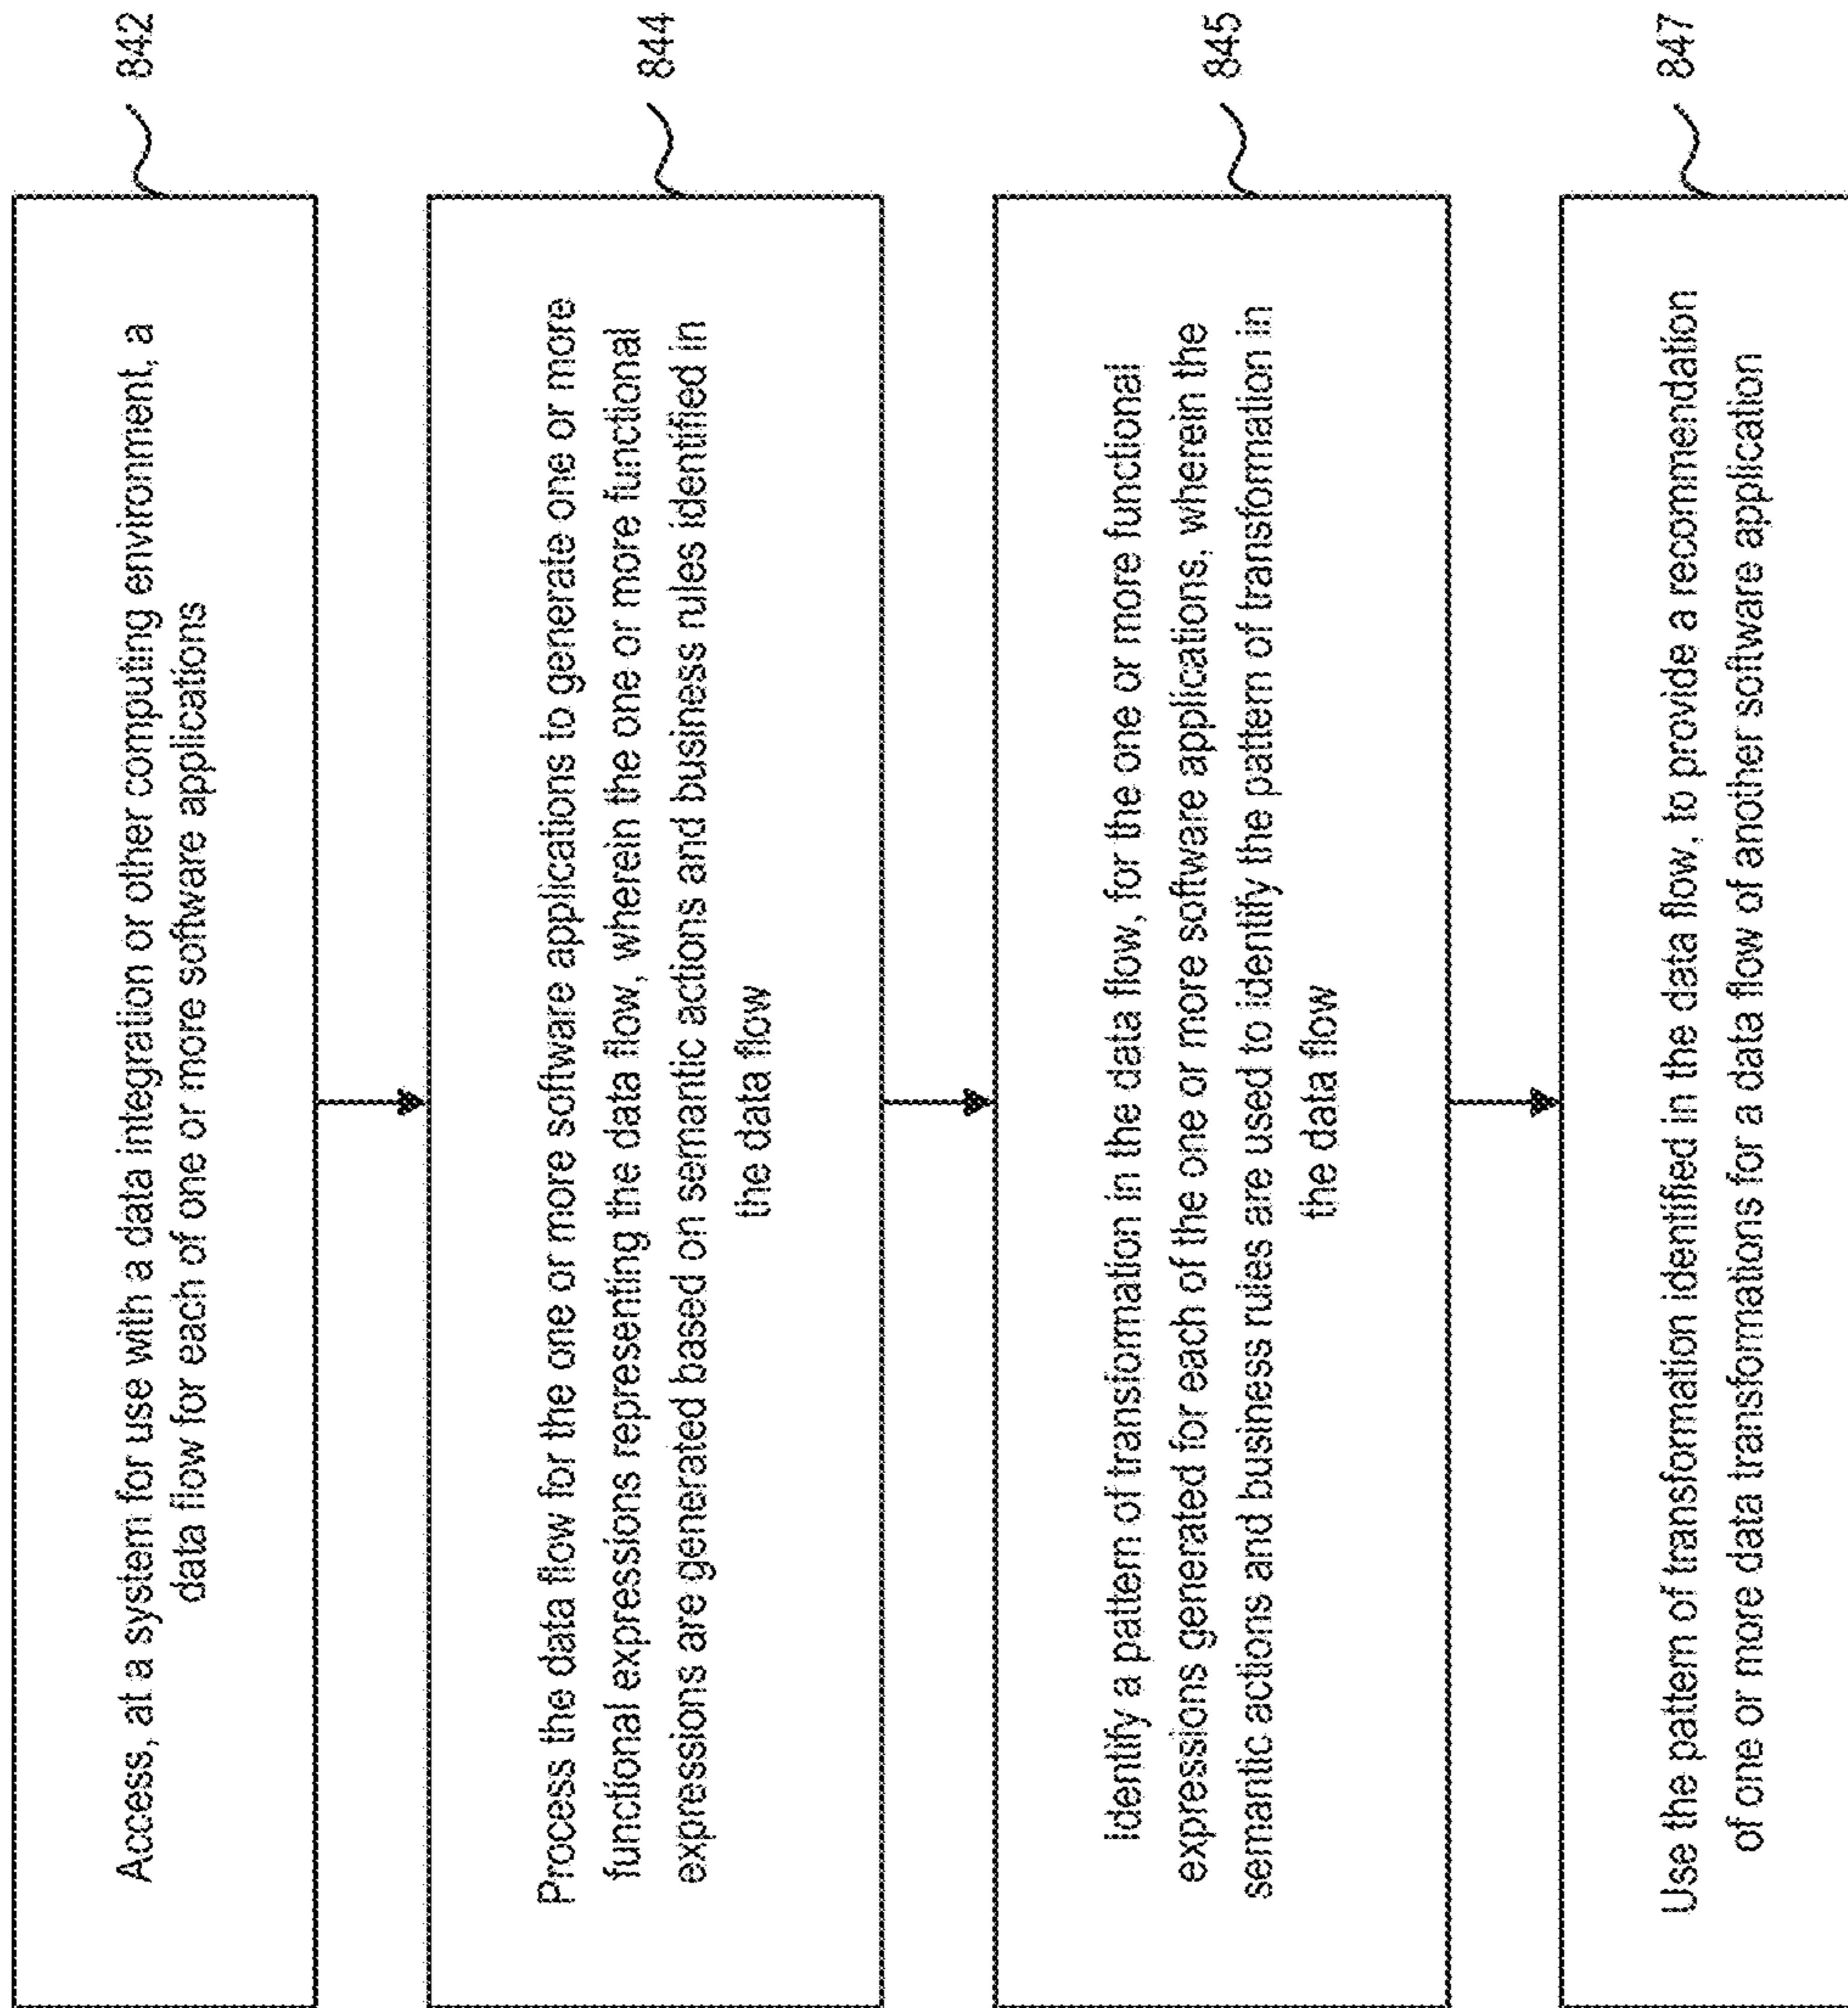 Access, at a system for use with a data integration or other computing environment, a
data flow for each of one or more software applications
842
Process the data flow for the one or more software applications to generate one or more
functional expressions representing the data flow, wherein the one or more functional
expressions are generated based on semantic actions and business rules identified in
the data flow
844
Identify a pattern of transformation in the data flow, for the one or more functional
expressions generated for each of the one or more software applications, wherein the
semantic actions and business rules are used to identify the pattern of transformation in
the data flow
845
Use the pattern of transformation identified in the data flow, to provide a recommendation
of one or more data transformations for a data flow of another software application
847